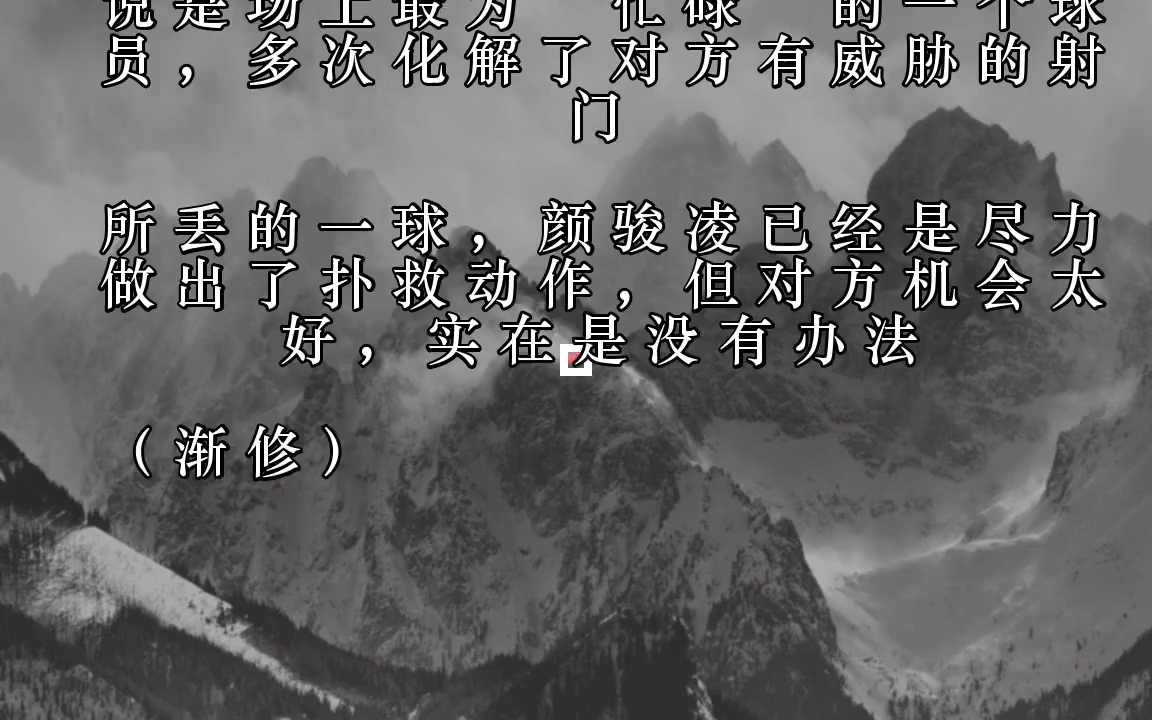 说是场上最为“忙碌”的一个球
员，多次化解了对方有威胁的射
门
所丢的一球，颜骏凌已经是尽力
做出了扑救动作，但对方机会太
好，实在是没有办法
（渐修）